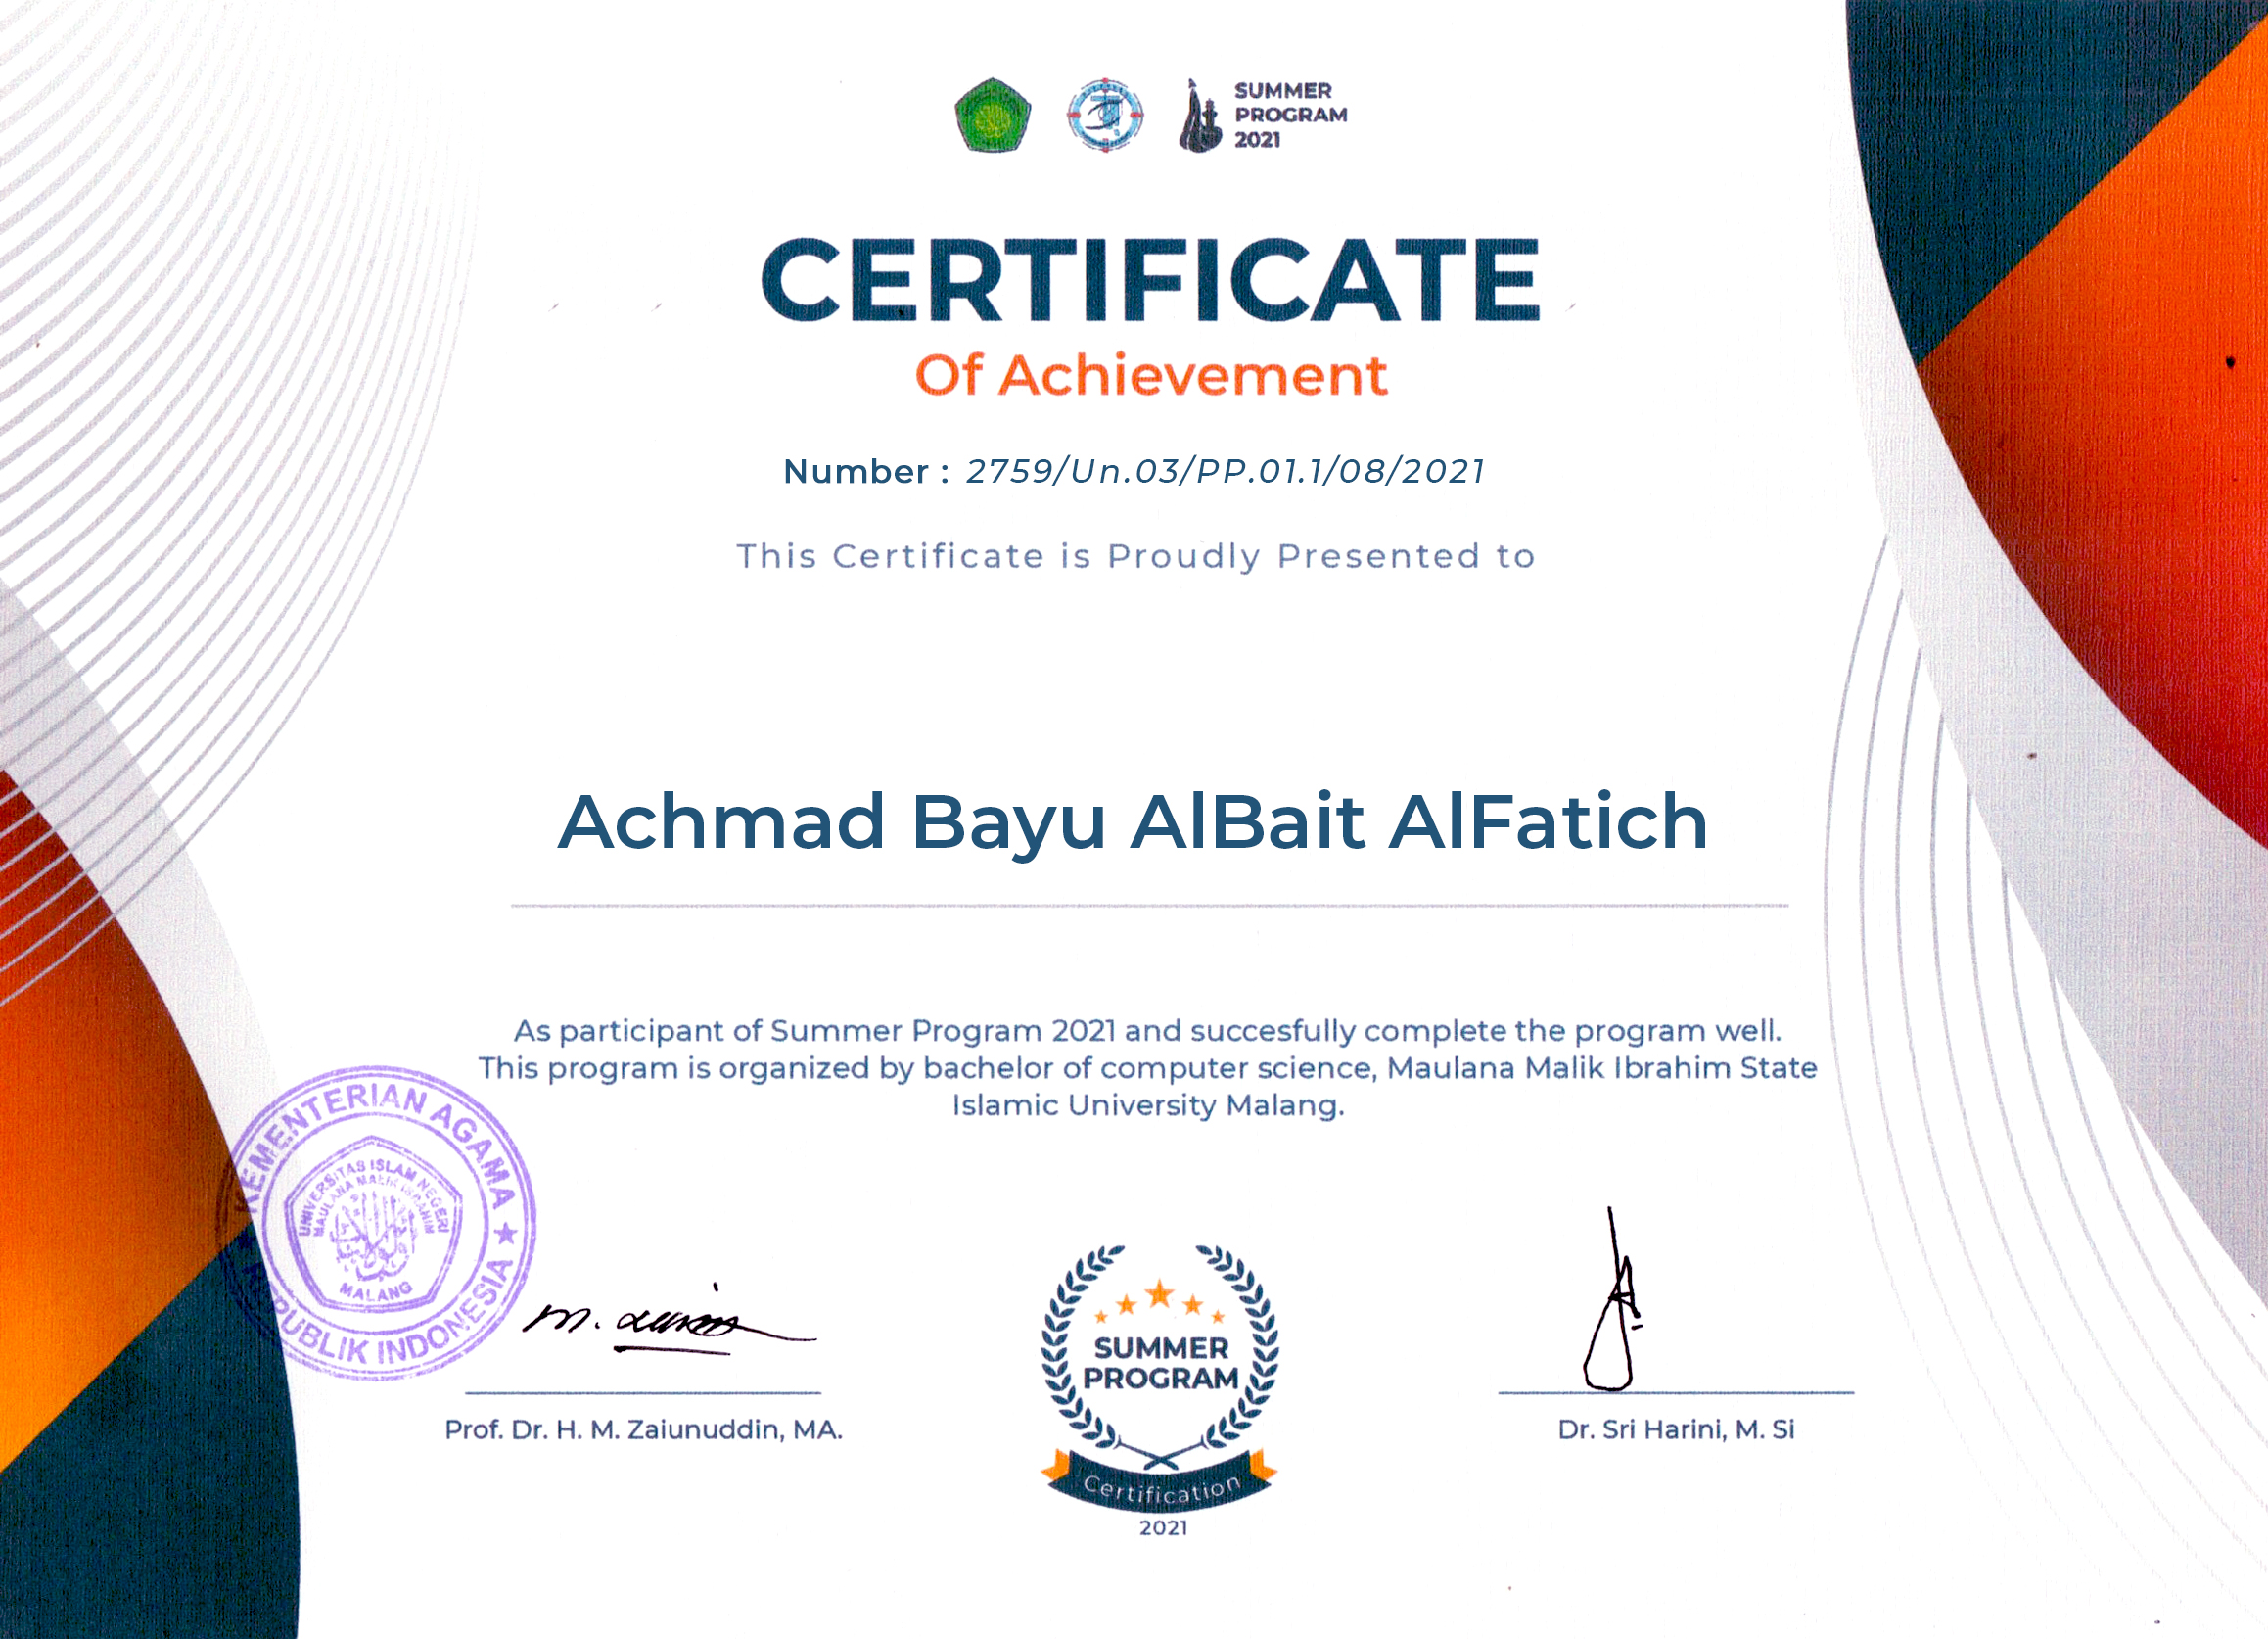 SUMMER
PROGRAM
2021
CERTIFICATE
Of Achievement
Number : 2759/Un.03/PP.01.1/08/2021
This Certificate is Proudly Presented to
Achmad Bayu AlBait AlFatich
As participant of Summer Program 2021 and succesfully complete the program well.
This program is organized by bachelor of computer science, Maulana Malik Ibrahim State
Islamic University Malang.
KEMENTERIAN AGAMA
UNIVERSITAS ISLAM NEGERI
MAULANA MALIK IBRAHIM
MALANG
REPUBLIK INDONESIA
SUMMER
PROGRAM
Certification
2021
Prof. Dr. H. M. Zaiunuddin, MA.
Dr. Sri Harini, M. Si